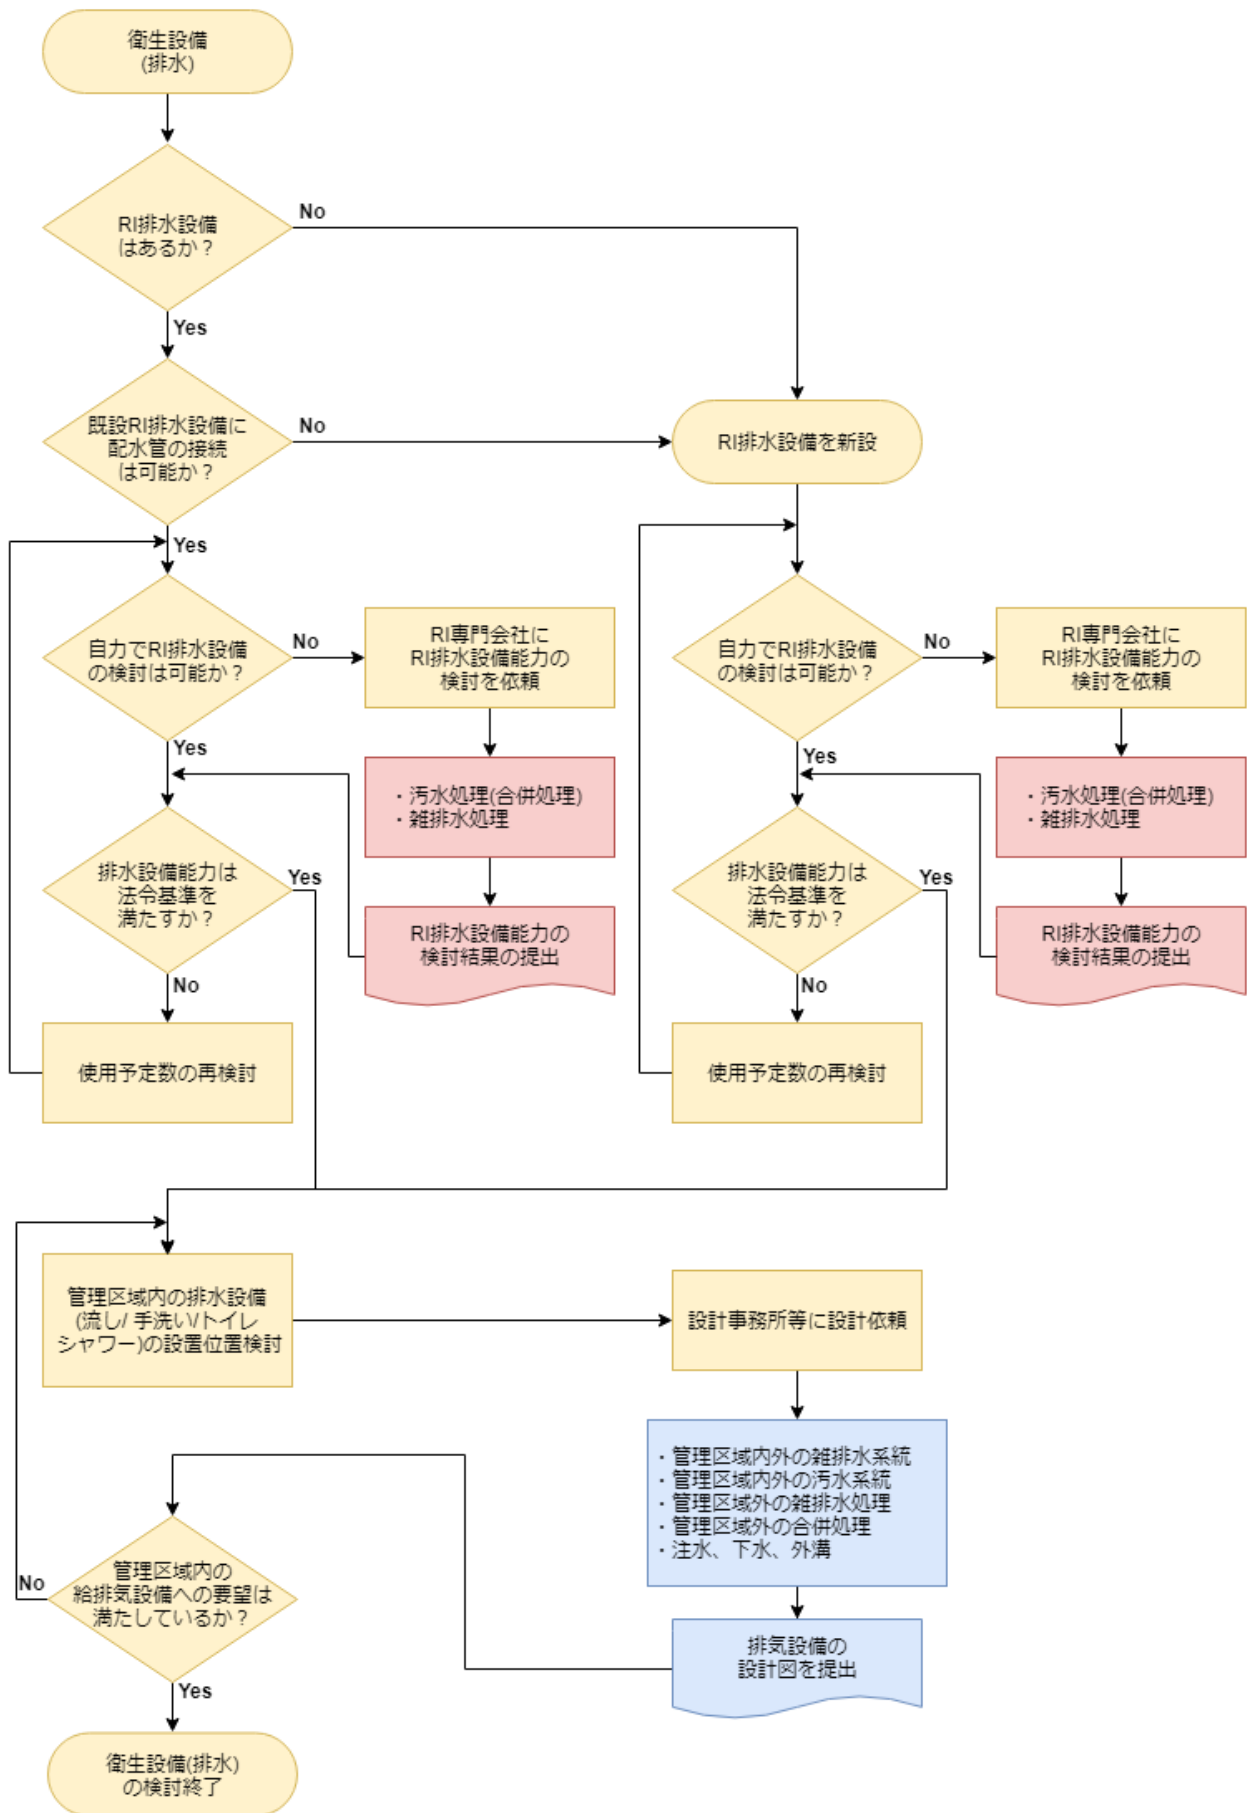 衛生設備
(排水)
RI排水設備
はあるか？
No
Yes
既設RI排水設備に
配水管の接続
は可能か？
No
RI排水設備を新設
Yes
自力でRI排水設備
の検討は可能か？
No
RI専門会社に
RI排水設備能力の
検討を依頼
Yes
・汚水処理(合併処理)
・雑排水処理
排水設備能力は
法令基準を
満たすか？
Yes
RI排水設備能力の
検討結果の提出
No
使用予定数の再検討
自力でRI排水設備
の検討は可能か？
No
RI専門会社に
RI排水設備能力の
検討を依頼
Yes
・汚水処理(合併処理)
・雑排水処理
排水設備能力は
法令基準を
満たすか？
Yes
RI排水設備能力の
検討結果の提出
No
使用予定数の再検討
管理区域内の排水設備
(流し/ 手洗い/トイレ
シャワー)の設置位置検討
設計事務所等に設計依頼
・管理区域内外の雑排水系統
・管理区域内外の汚水系統
・管理区域外の雑排水処理
・管理区域外の合併処理
・注水、下水、外溝
排気設備の
設計図を提出
管理区域内の
給排気設備への要望は
満たしているか？
No
Yes
衛生設備(排水)
の検討終了